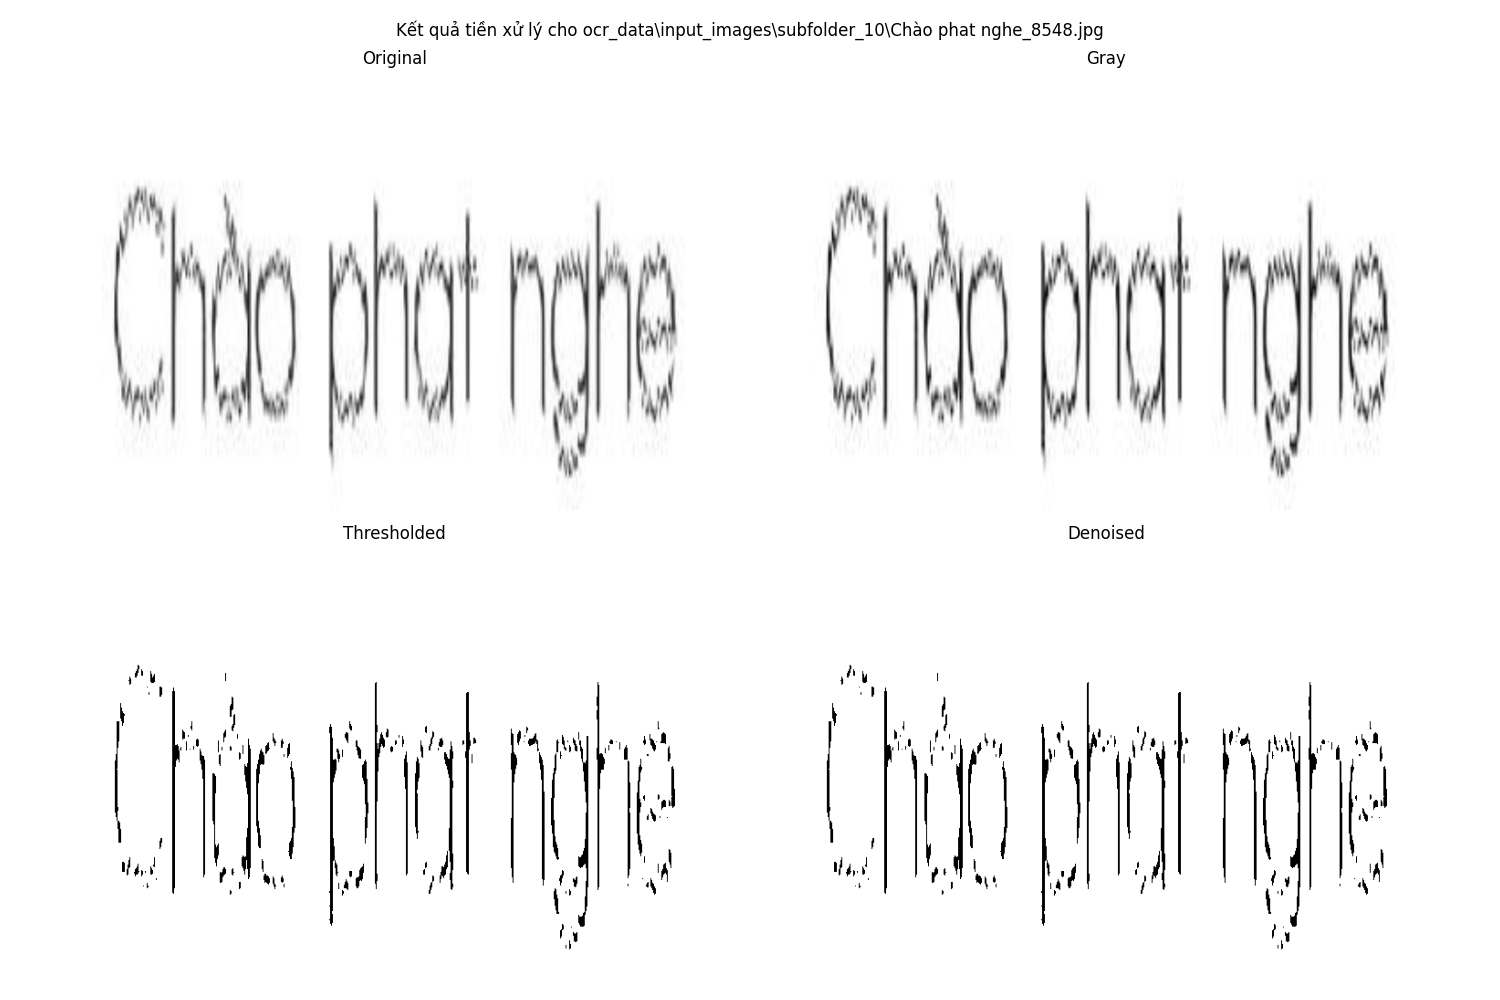 Kết quả tiền xử lý cho ocr_data\input_images\subfolder_10\Chào phat nghe_8548.jpg
Original
Gray
Chào phat nghe
Chào phat nghe
Thresholded
Denoised
Chào phat nghe
Chào phat nghe